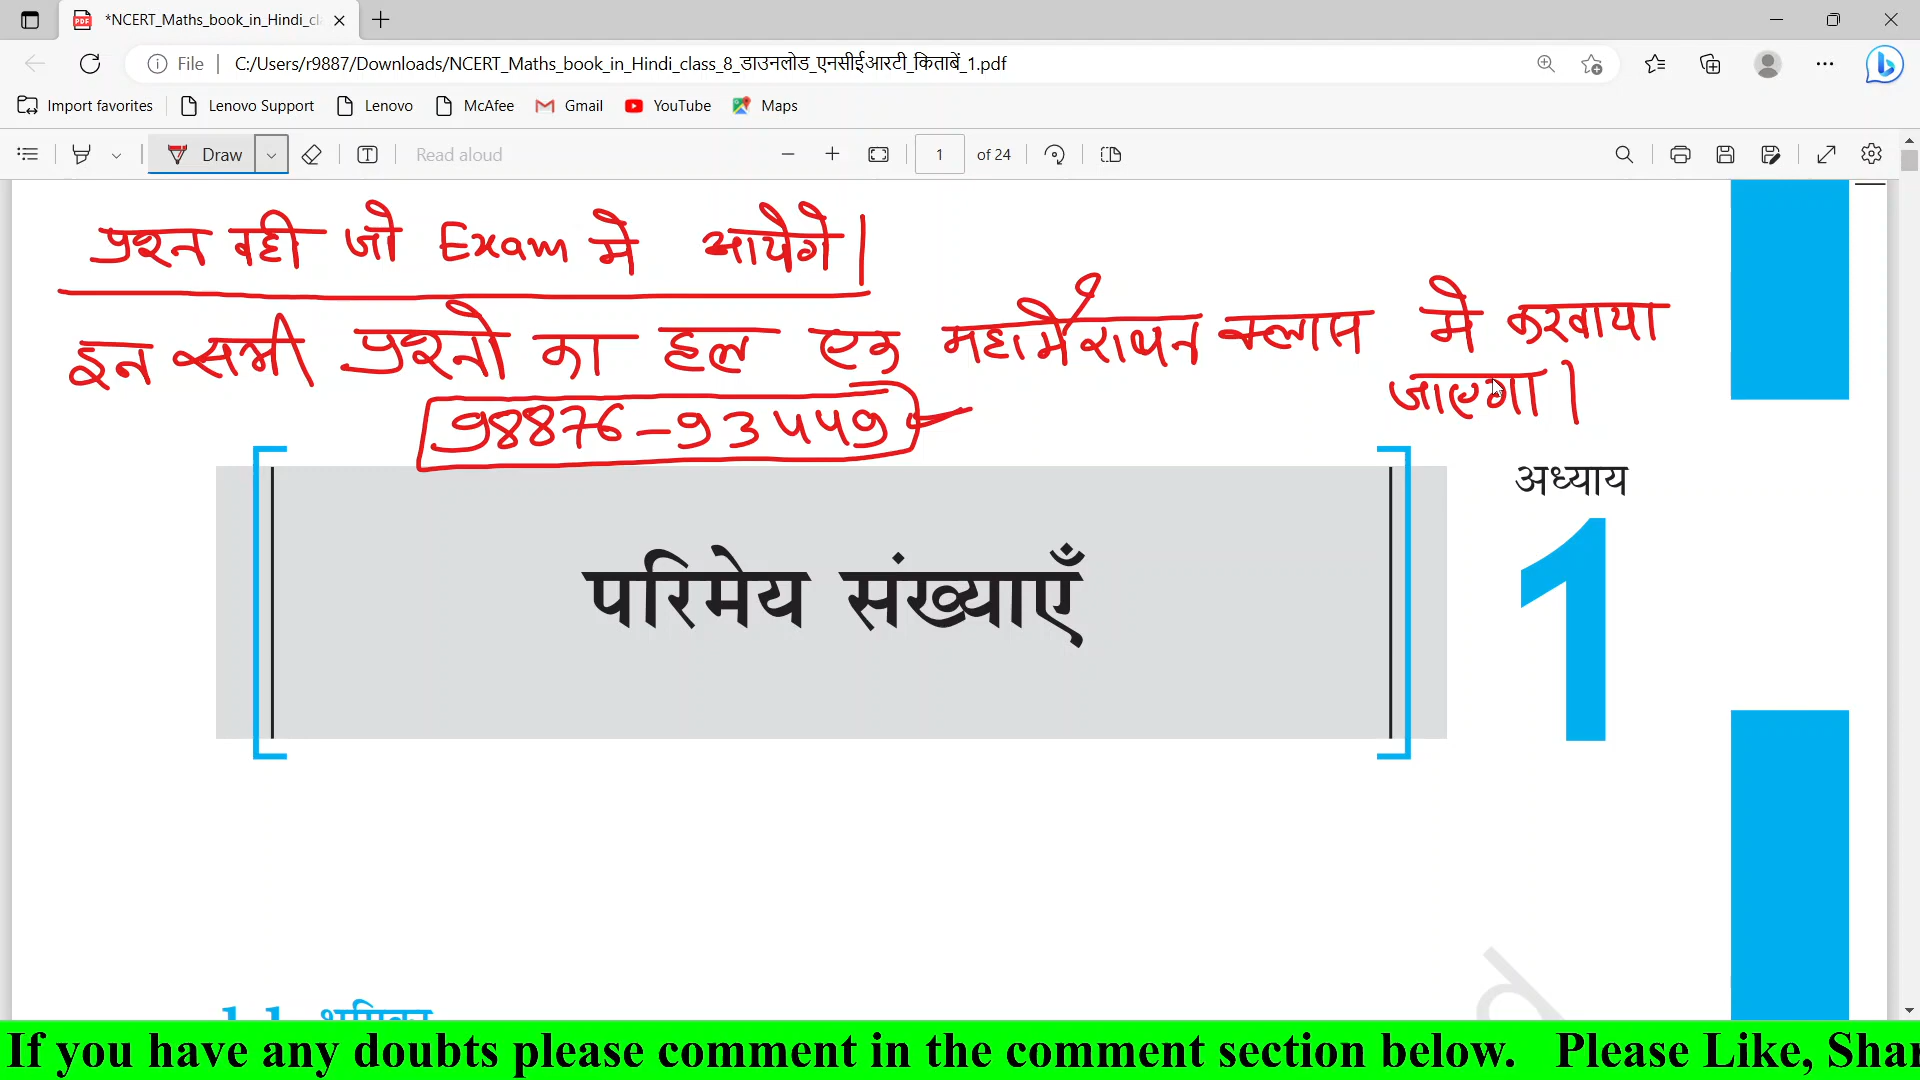 *NCERT_Maths_book_in_Hindi_cl
File C:/Users/r9887/Downloads/NCERT_Maths_book_in_Hindi_class_8_डाउनलोड_एनसीईआरटी_किताबें_1.pdf
Import favorites Lenovo Support Lenovo McAfee Gmail YouTube Maps
Draw Read aloud 1 of 24
प्रश्न वही जो Exam मे आयेगे|
इन सभी प्रश्नो का हल एक महामैराथन क्लास मे करवाया
जाएगा|
98876-93449
अध्याय
1
परिमेय संख्याएँ
1.1 भूमिका
d
If you have any doubts please comment in the comment section below. Please Like, Shar